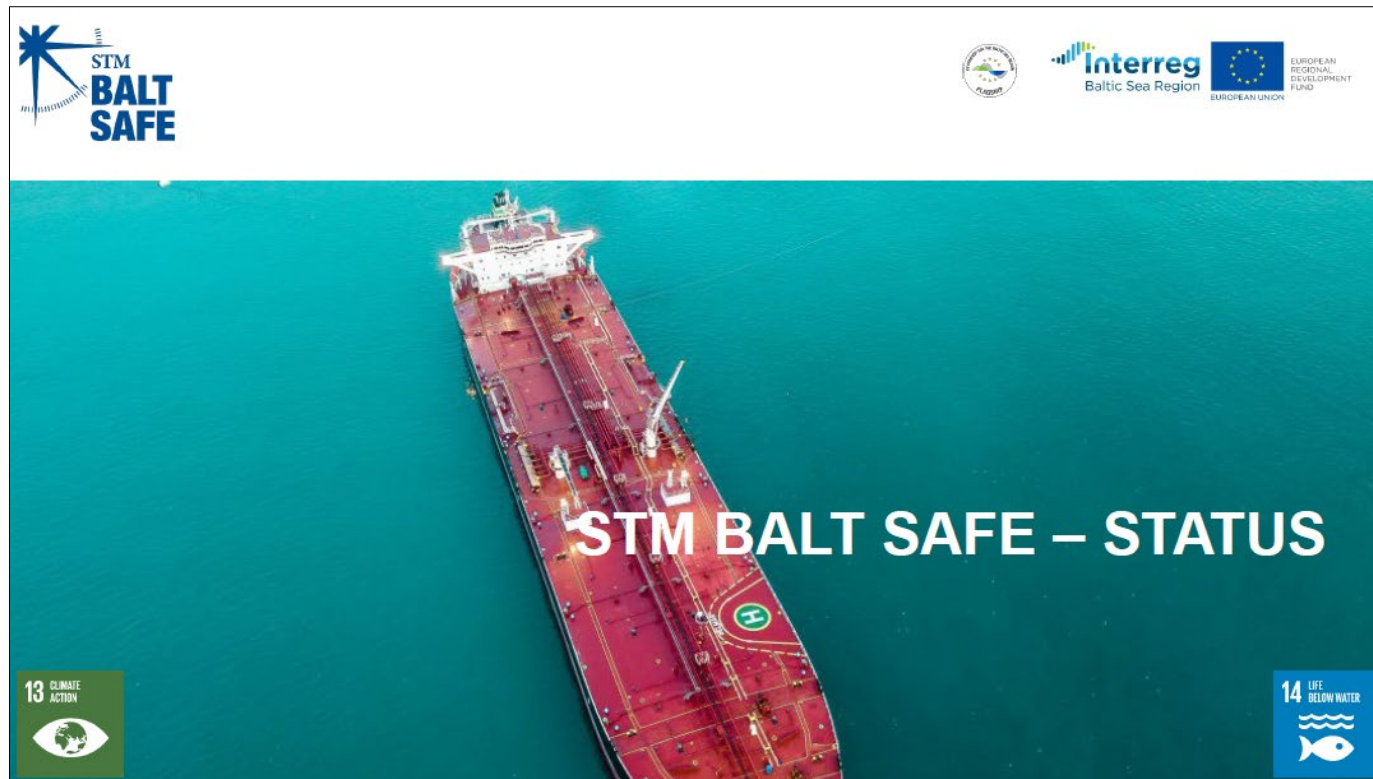 STM
BALT
SAFE
FLAGSHIP
Interreg
Baltic Sea Region
EUROPEAN UNION
EUROPEAN
REGIONAL
DEVELOPMENT
FUND
STM BALT SAFE – STATUS
H
13 CLIMATE
ACTION
14 LIFE
BELOW WATER